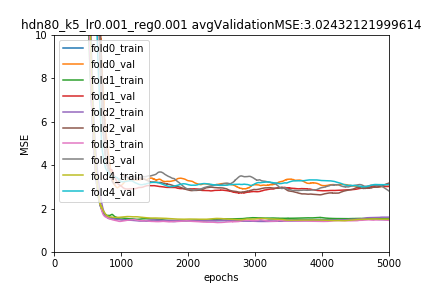 hdn80_k5_lr0.001_reg0.001 avgValidationMSE:3.02432121999614
10
8
6
4
2
0
MSE
fold0_train
fold0_val
fold1_train
fold1_val
fold2_train
fold2_val
fold3_train
fold3_val
fold4_train
fold4_val
0 1000 2000 3000 4000 5000
epochs